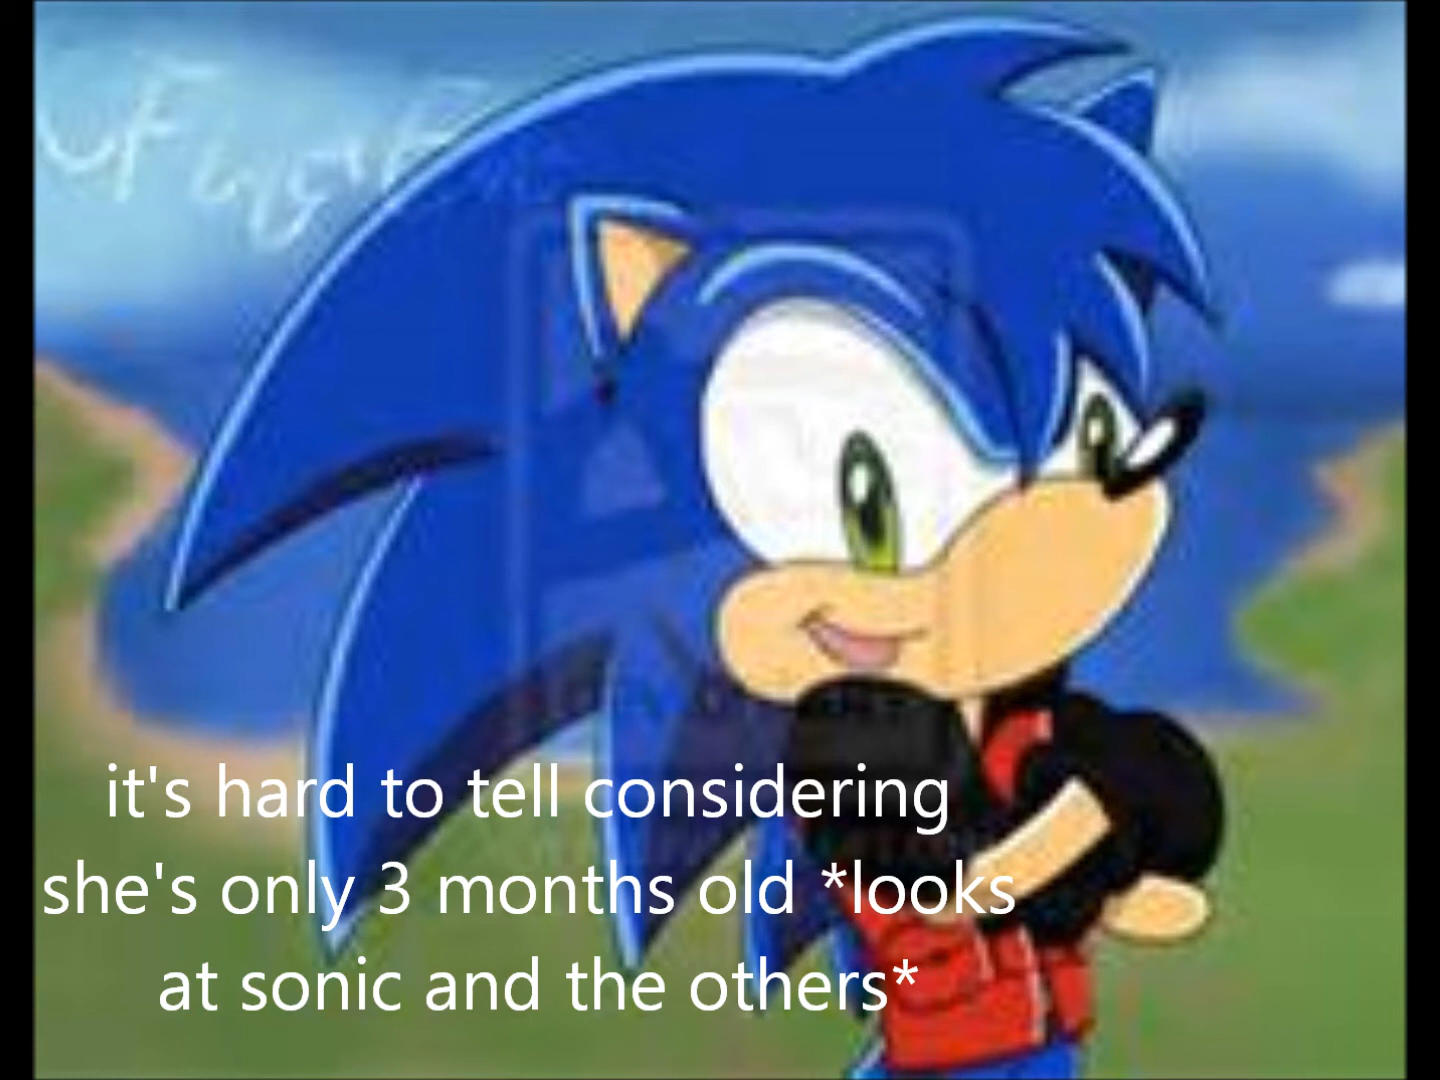 it's hard to tell considering
she's only 3 months old *looks
at sonic and the others*